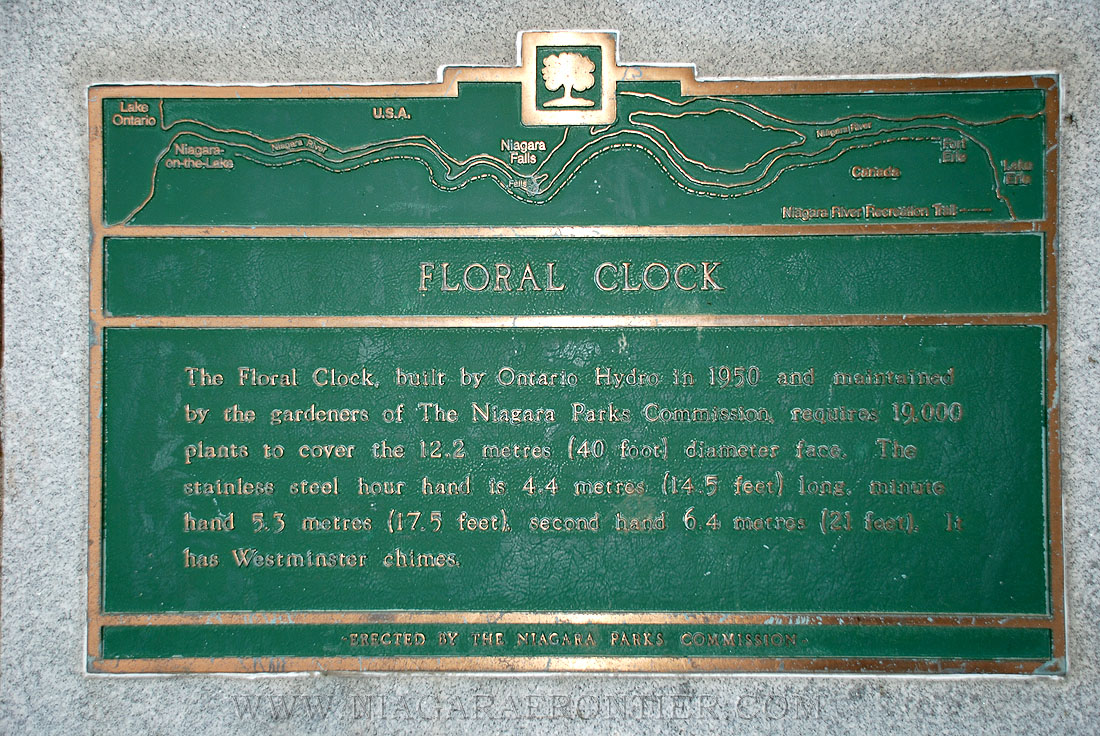 Lake
Ontario
U.S.A.
Niagara-
on-the-Lake
Niagara River
Niagara
Falls
Falls
Niagara River
Fort
Erie
Canada
Lake
Erie
Niagara River Recreation Trail
FLORAL CLOCK
The Floral Clock, built by Ontario Hydro in 1950 and maintained
by the gardeners of The Niagara Parks Commission, requires 19,000
plants to cover the 12.2 metres (40 foot) diameter face. The
stainless steel hour hand is 4.4 metres (14.5 feet) long, minute
hand 5.3 metres (17.5 feet), second hand 6.4 metres (21 feet). It
has Westminster chimes.
-ERECTED BY THE NIAGARA PARKS COMMISSION-
WWW.NIAGARAFRONTIER.COM